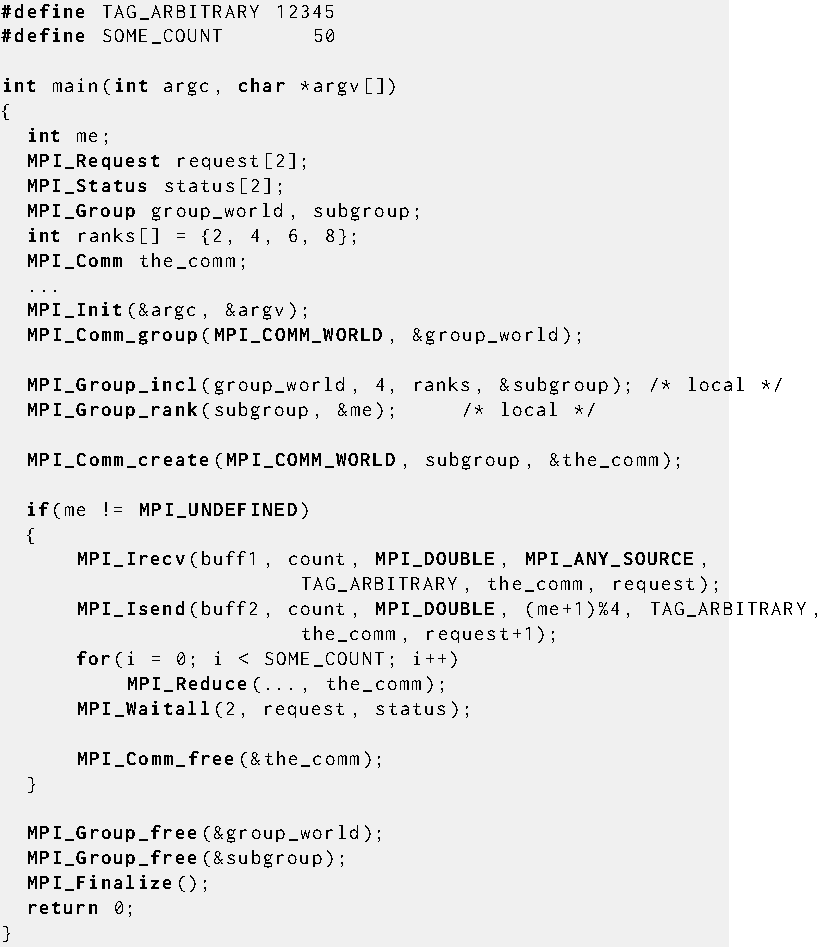 #define TAG_ARBITRARY 12345
#define SOME_COUNT       50
int main(int argc, char *argv[])
{
  int me;
  MPI_Request request[2];
  MPI_Status status[2];
  MPI_Group group_world, subgroup;
  int ranks[] = {2, 4, 6, 8};
  MPI_Comm the_comm;
  ...
  MPI_Init(&argc, &argv);
  MPI_Comm_group(MPI_COMM_WORLD, &group_world);
  MPI_Group_incl(group_world, 4, ranks, &subgroup); /* local */
  MPI_Group_rank(subgroup, &me);     /* local */
  MPI_Comm_create(MPI_COMM_WORLD, subgroup, &the_comm);
  if(me != MPI_UNDEFINED)
  {
      MPI_Irecv(buff1, count, MPI_DOUBLE, MPI_ANY_SOURCE,
                        TAG_ARBITRARY, the_comm, request);
      MPI_Isend(buff2, count, MPI_DOUBLE, (me+1)%4, TAG_ARBITRARY,
                        the_comm, request+1);
      for(i = 0; i < SOME_COUNT; i++)
          MPI_Reduce(..., the_comm);
      MPI_Waitall(2, request, status);
      MPI_Comm_free(&the_comm);
  }
  MPI_Group_free(&group_world);
  MPI_Group_free(&subgroup);
  MPI_Finalize();
  return 0;
}